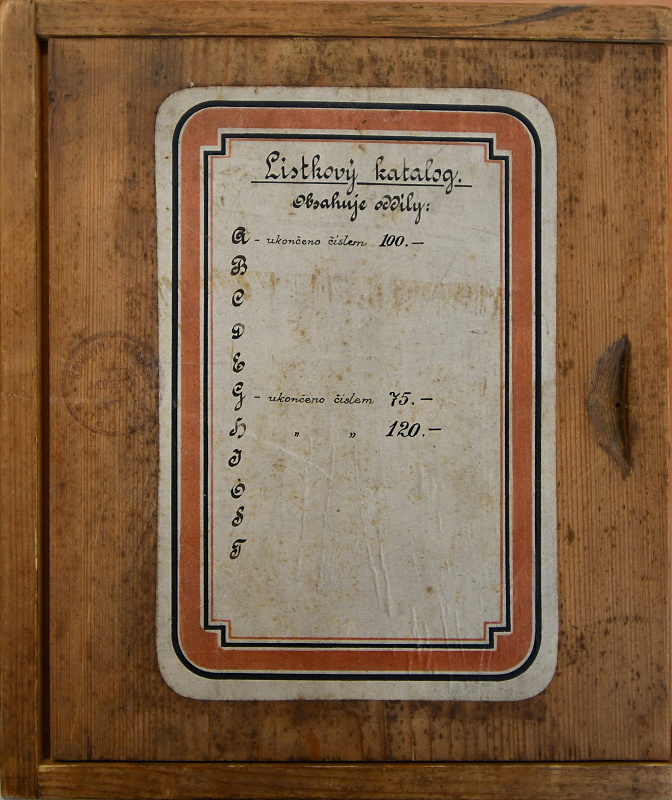 Lístkový katalog.
Obsahuje oddíly:
A - ukončeno číslem 100.—
B
C
D
E
G - ukončeno číslem 75.—
H „ „ 120.—
J
O
S
T